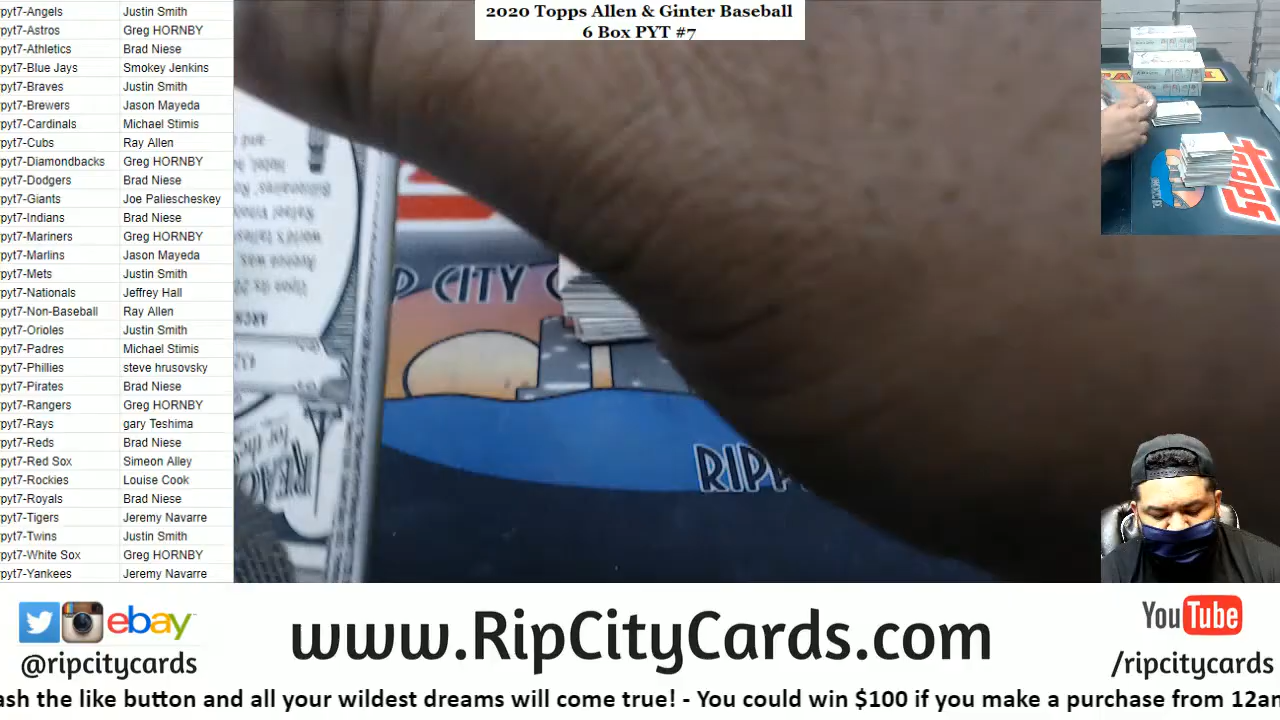 2020 Topps Allen & Ginter Baseball
6 Box PYT #7
pyt7-Angels Justin Smith
pyt7-Astros Greg HORNBY
pyt7-Athletics Brad Niese
pyt7-Blue Jays Smokey Jenkins
pyt7-Braves Justin Smith
pyt7-Brewers Jason Mayeda
pyt7-Cardinals Michael Stimis
pyt7-Cubs Ray Allen
pyt7-Diamondbacks Greg HORNBY
pyt7-Dodgers Brad Niese
pyt7-Giants Joe Paliescheskey
pyt7-Indians Brad Niese
pyt7-Mariners Greg HORNBY
pyt7-Marlins Jason Mayeda
pyt7-Mets Justin Smith
pyt7-Nationals Jeffrey Hall
pyt7-Non-Baseball Ray Allen
pyt7-Orioles Justin Smith
pyt7-Padres Michael Stimis
pyt7-Phillies steve hrusovsky
pyt7-Pirates Brad Niese
pyt7-Rangers Greg HORNBY
pyt7-Rays gary Teshima
pyt7-Reds Brad Niese
pyt7-Red Sox Simeon Alley
pyt7-Rockies Louise Cook
pyt7-Royals Brad Niese
pyt7-Tigers Jeremy Navarre
pyt7-Twins Justin Smith
pyt7-White Sox Greg HORNBY
pyt7-Yankees Jeremy Navarre
P CITY C
RIPP
topps
ebay
@ripcitycards
www.RipCityCards.com
YouTube
/ripcitycards
ash the like button and all your wildest dreams will come true! - You could win $100 if you make a purchase from 12am